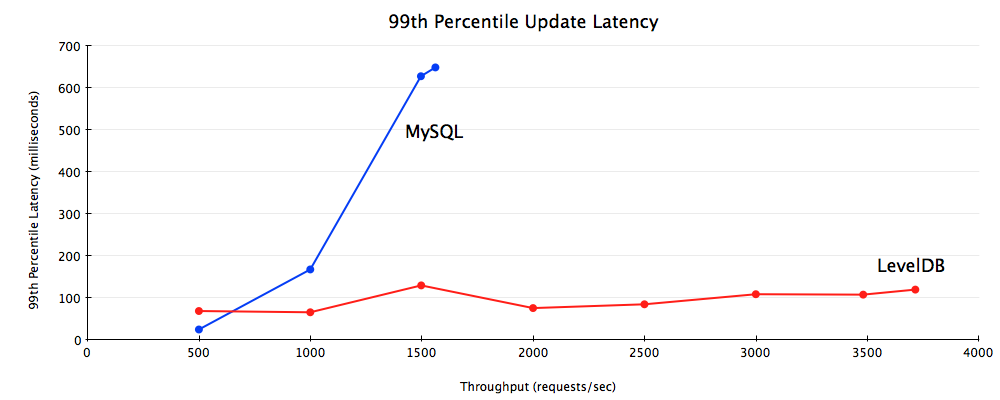 99th Percentile Update Latency
700
600
500
400
300
200
100
0
99th Percentile Latency (milliseconds)
MySQL
LevelDB
0 500 1000 1500 2000 2500 3000 3500 4000
Throughput (requests/sec)